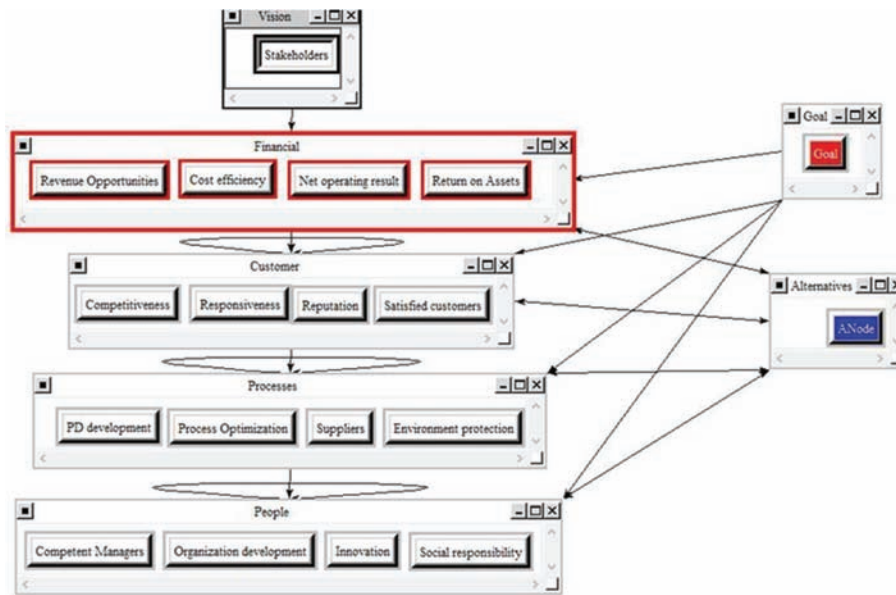 Vision
Stakeholders
Goal
Goal
Financial
Revenue Opportunities
Cost efficiency
Net operating result
Return on Assets
Customer
Competitiveness
Responsiveness
Reputation
Satisfied customers
Alternatives
ANode
Processes
PD development
Process Optimization
Suppliers
Environment protection
People
Competent Managers
Organization development
Innovation
Social responsibility